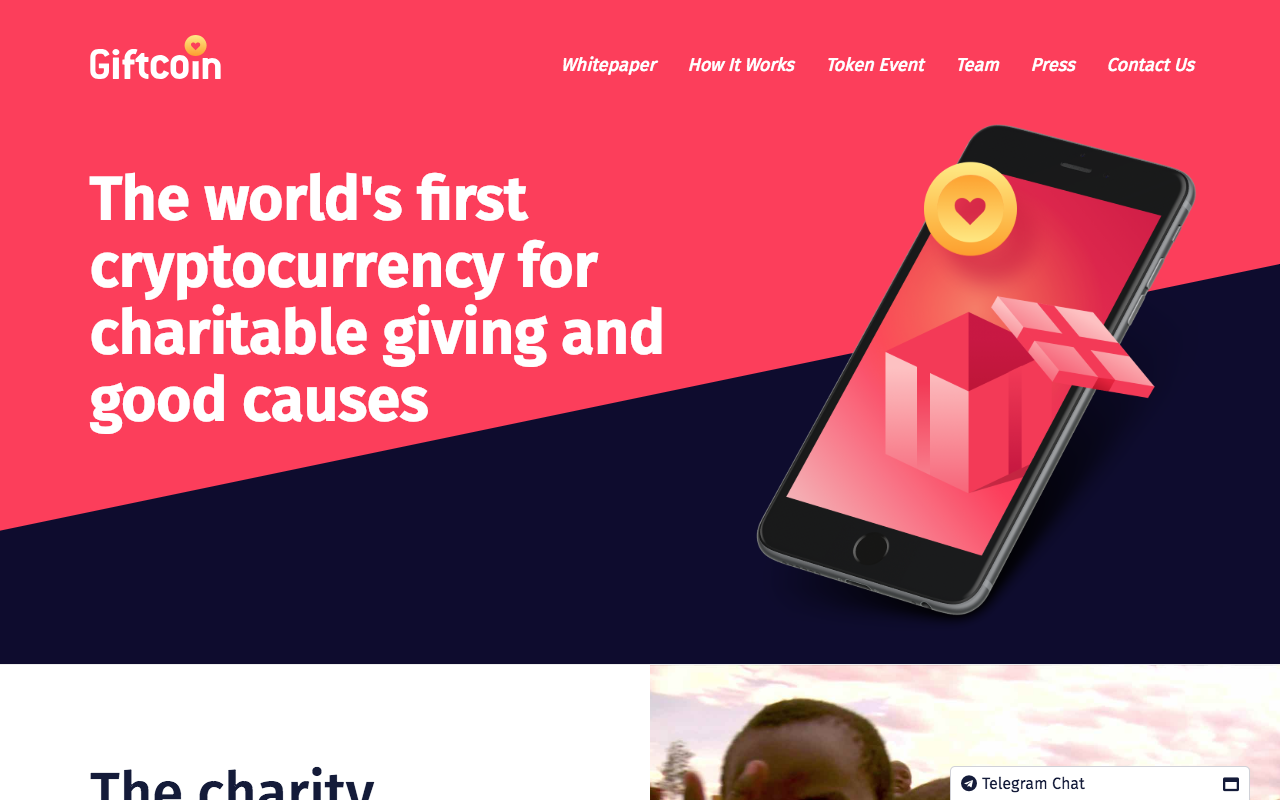 Giftcoin
Whitepaper How It Works Token Event Team Press Contact Us
The world's first
cryptocurrency for
charitable giving and
good causes
The charity
Telegram Chat